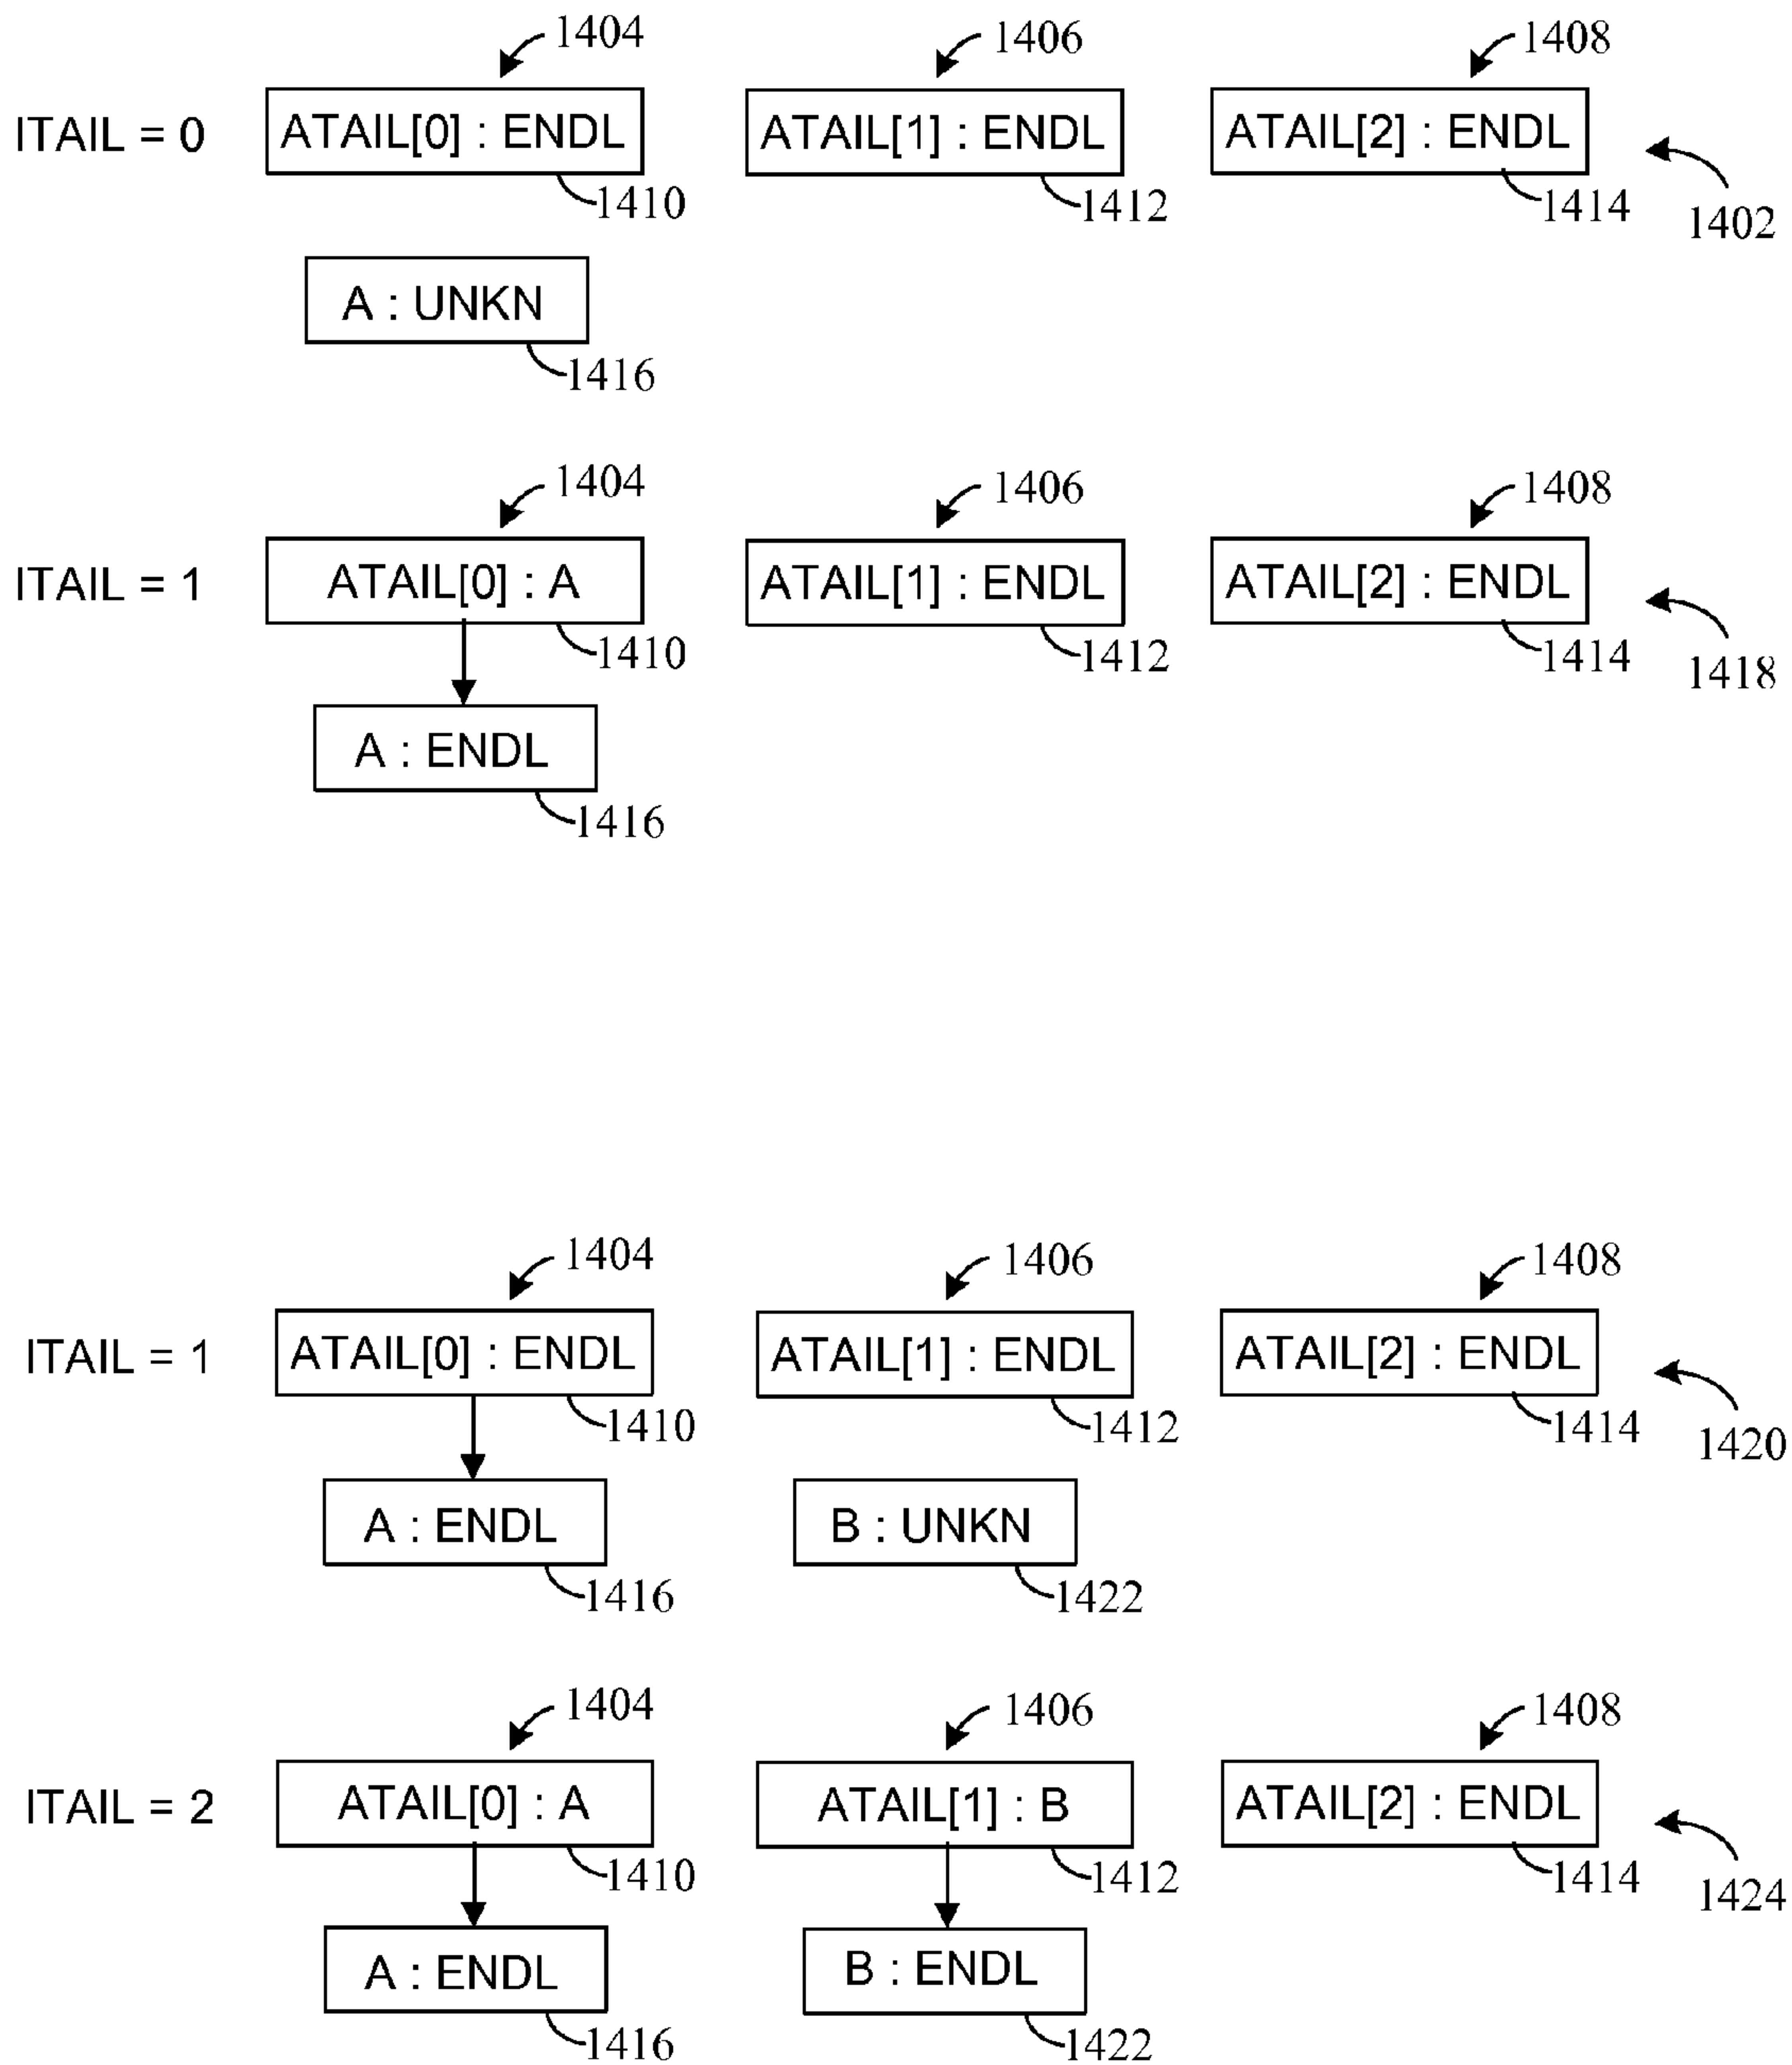 1404 1406 1408
ITAIL = 0 ATAIL[0] : ENDL ATAIL[1] : ENDL ATAIL[2] : ENDL
1410 1412 1414 1402
A : UNKN
1416
1404 1406 1408
ITAIL = 1 ATAIL[0] : A ATAIL[1] : ENDL ATAIL[2] : ENDL
1410 1412 1414 1418
A : ENDL
1416
1404 1406 1408
ITAIL = 1 ATAIL[0] : ENDL ATAIL[1] : ENDL ATAIL[2] : ENDL
1410 1412 1414 1420
A : ENDL B : UNKN
1416 1422
1404 1406 1408
ITAIL = 2 ATAIL[0] : A ATAIL[1] : B ATAIL[2] : ENDL
1410 1412 1414 1424
A : ENDL B : ENDL
1416 1422